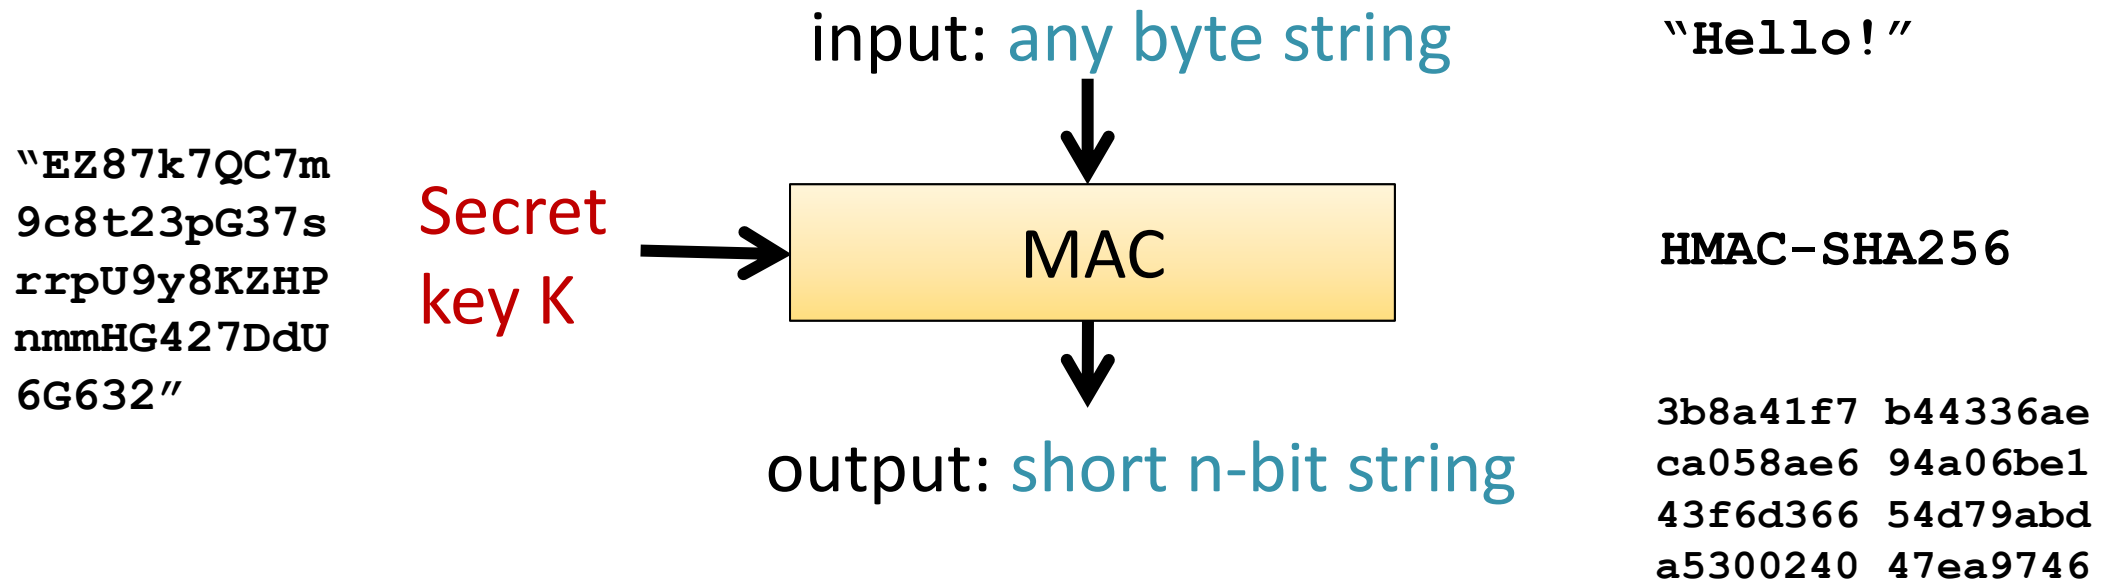 input: any byte string
“Hello!”
“EZ87k7QC7m
9c8t23pG37s
rrpU9y8KZHP
nmmHG427DdU
6G632”
Secret
key K
MAC
HMAC-SHA256
output: short n-bit string
3b8a41f7 b44336ae
ca058ae6 94a06be1
43f6d366 54d79abd
a5300240 47ea9746